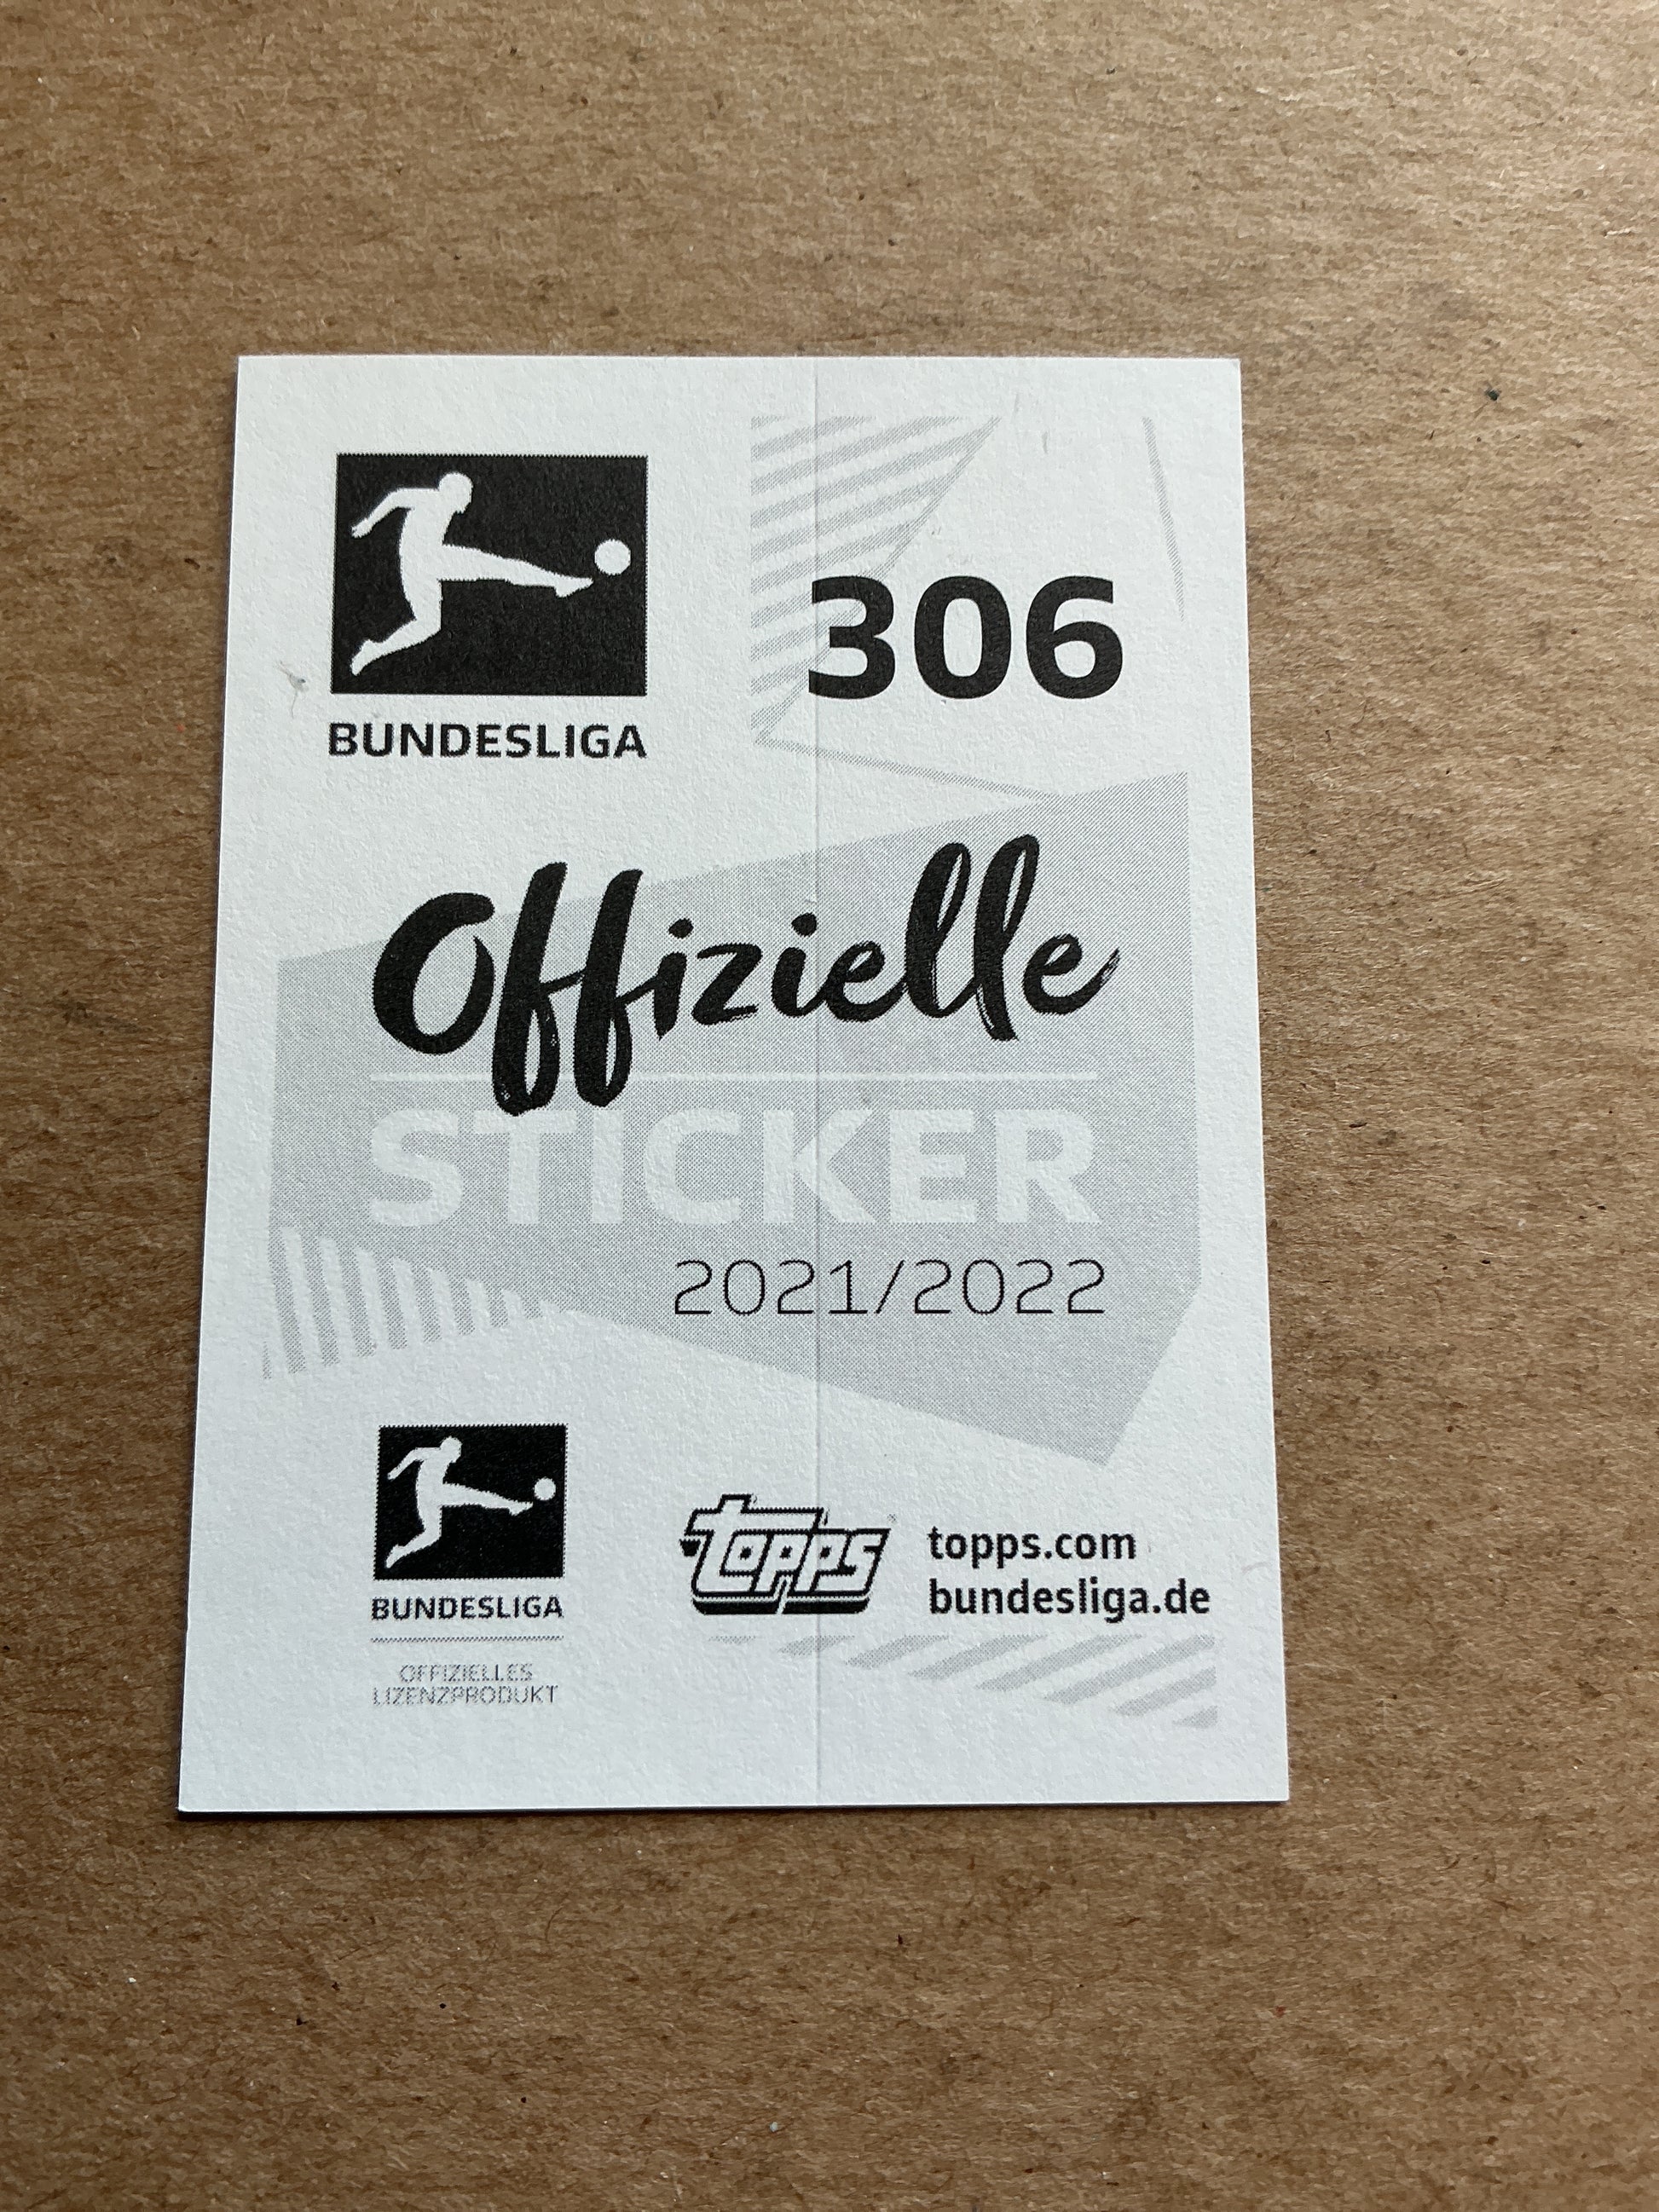 BUNDESLIGA
306
Offizielle
STICKER
2021/2022
BUNDESLIGA
OFFIZIELLES
LIZENZPRODUKT
topps
topps.com
bundesliga.de